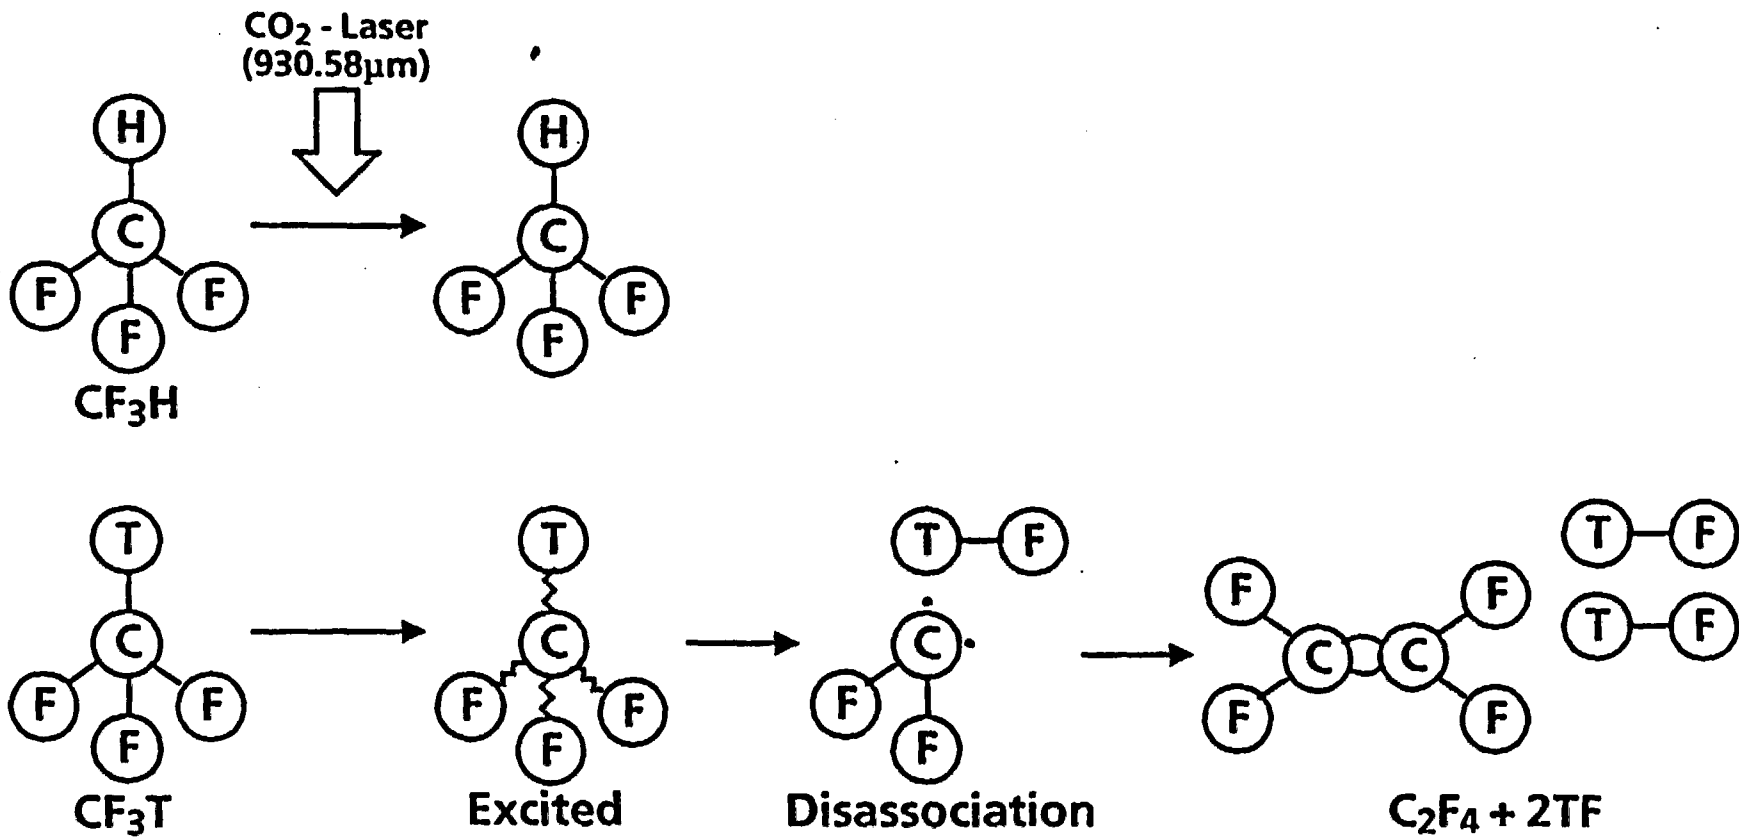 CO₂ - Laser
(930.58µm)
H
C
F F
F
CF₃H
H
C
F F
F
T
C
F F
F
CF₃T
T
C
F F
F
Excited
T F
C
F
F
Disassociation
F F
C C
F F
T F
T F
C₂F₄ + 2TF